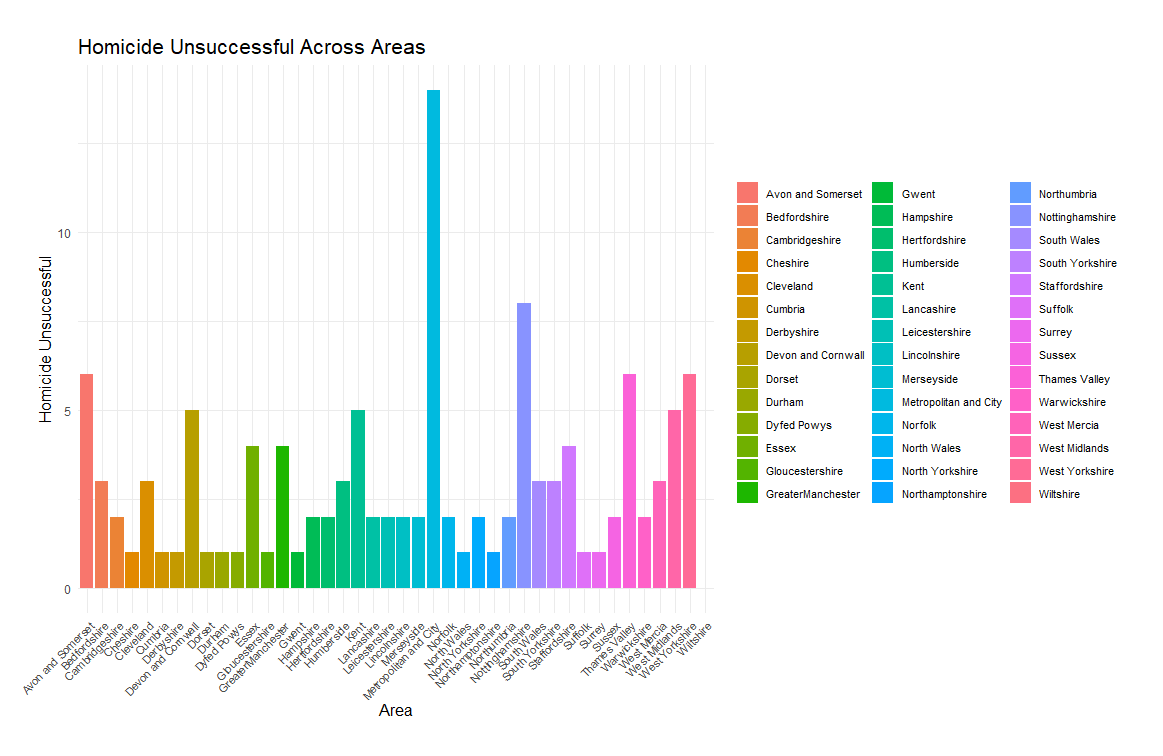 Homicide Unsuccessful Across Areas
Homicide Unsuccessful
10
5
0
Avon and Somerset
Bedfordshire
Cambridgeshire
Cheshire
Cleveland
Cumbria
Derbyshire
Devon and Cornwall
Dorset
Durham
Dyfed Powys
Essex
Gloucestershire
GreaterManchester
Gwent
Hampshire
Hertfordshire
Humberside
Kent
Lancashire
Leicestershire
Lincolnshire
Merseyside
Metropolitan and City
Norfolk
North Wales
North Yorkshire
Northamptonshire
Northumbria
Nottinghamshire
South Wales
South Yorkshire
Staffordshire
Suffolk
Surrey
Sussex
Thames Valley
Warwickshire
West Mercia
West Midlands
West Yorkshire
Wiltshire
Area
Avon and Somerset
Bedfordshire
Cambridgeshire
Cheshire
Cleveland
Cumbria
Derbyshire
Devon and Cornwall
Dorset
Durham
Dyfed Powys
Essex
Gloucestershire
GreaterManchester
Gwent
Hampshire
Hertfordshire
Humberside
Kent
Lancashire
Leicestershire
Lincolnshire
Merseyside
Metropolitan and City
Norfolk
North Wales
North Yorkshire
Northamptonshire
Northumbria
Nottinghamshire
South Wales
South Yorkshire
Staffordshire
Suffolk
Surrey
Sussex
Thames Valley
Warwickshire
West Mercia
West Midlands
West Yorkshire
Wiltshire